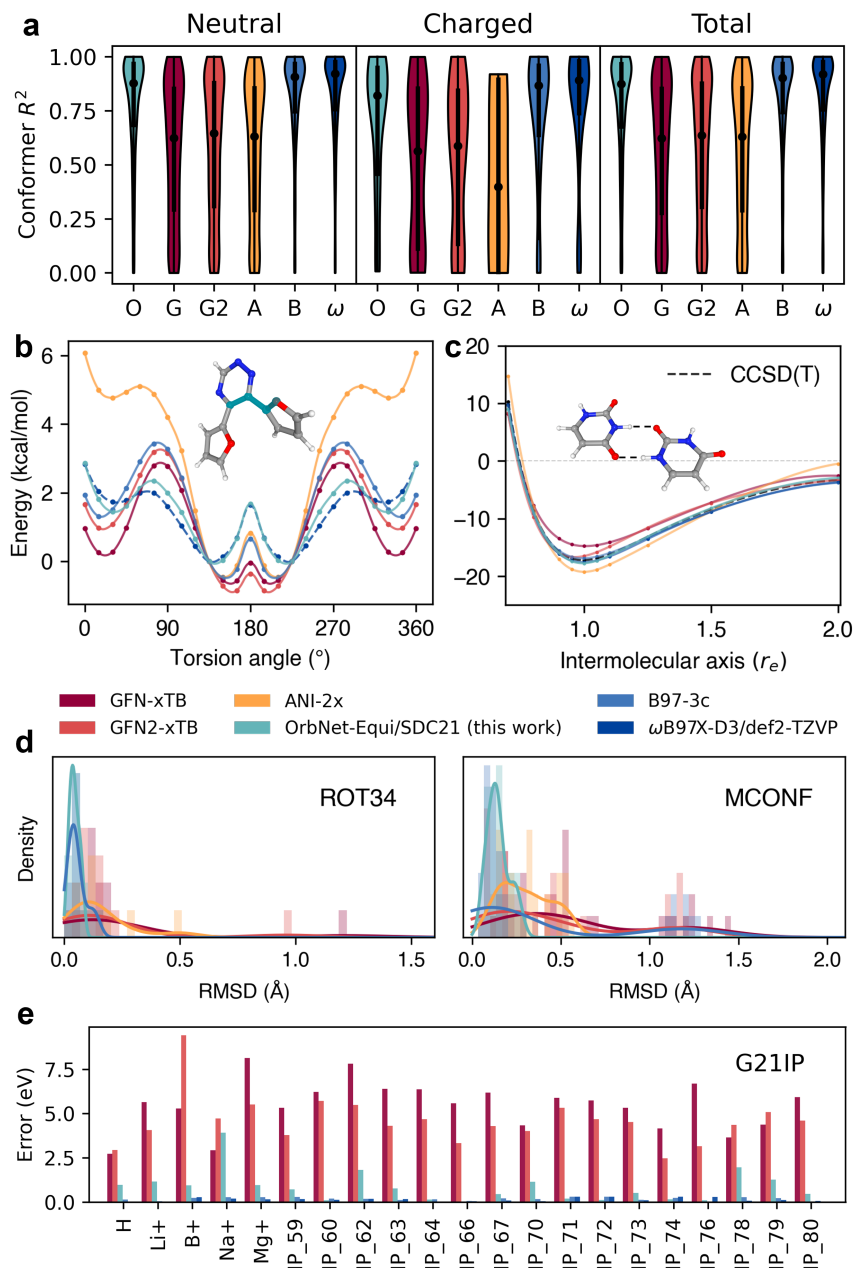 a
Neutral Charged Total
Conformer R²
1.00
0.75
0.50
0.25
0.00
O G G2 A B ω O G G2 A B ω O G G2 A B ω
b
Energy (kcal/mol)
6
4
2
0
0 90 180 270 360
Torsion angle (°)
c
CCSD(T)
20
10
0
−10
−20
1.0 1.5 2.0
Intermolecular axis (rₑ)
GFN-xTB ANI-2x B97-3c
GFN2-xTB OrbNet-Equi/SDC21 (this work) ωB97X-D3/def2-TZVP
d
ROT34 MCONF
Density
0.0 0.5 1.0 1.5 0.0 0.5 1.0 1.5 2.0
RMSD (Å) RMSD (Å)
e
G21IP
Error (eV)
7.5
5.0
2.5
0.0
H Li+ B+ Na+ Mg+ IP_59 IP_60 IP_62 IP_63 IP_64 IP_66 IP_67 IP_70 IP_71 IP_72 IP_73 IP_74 IP_76 IP_78 IP_79 IP_80